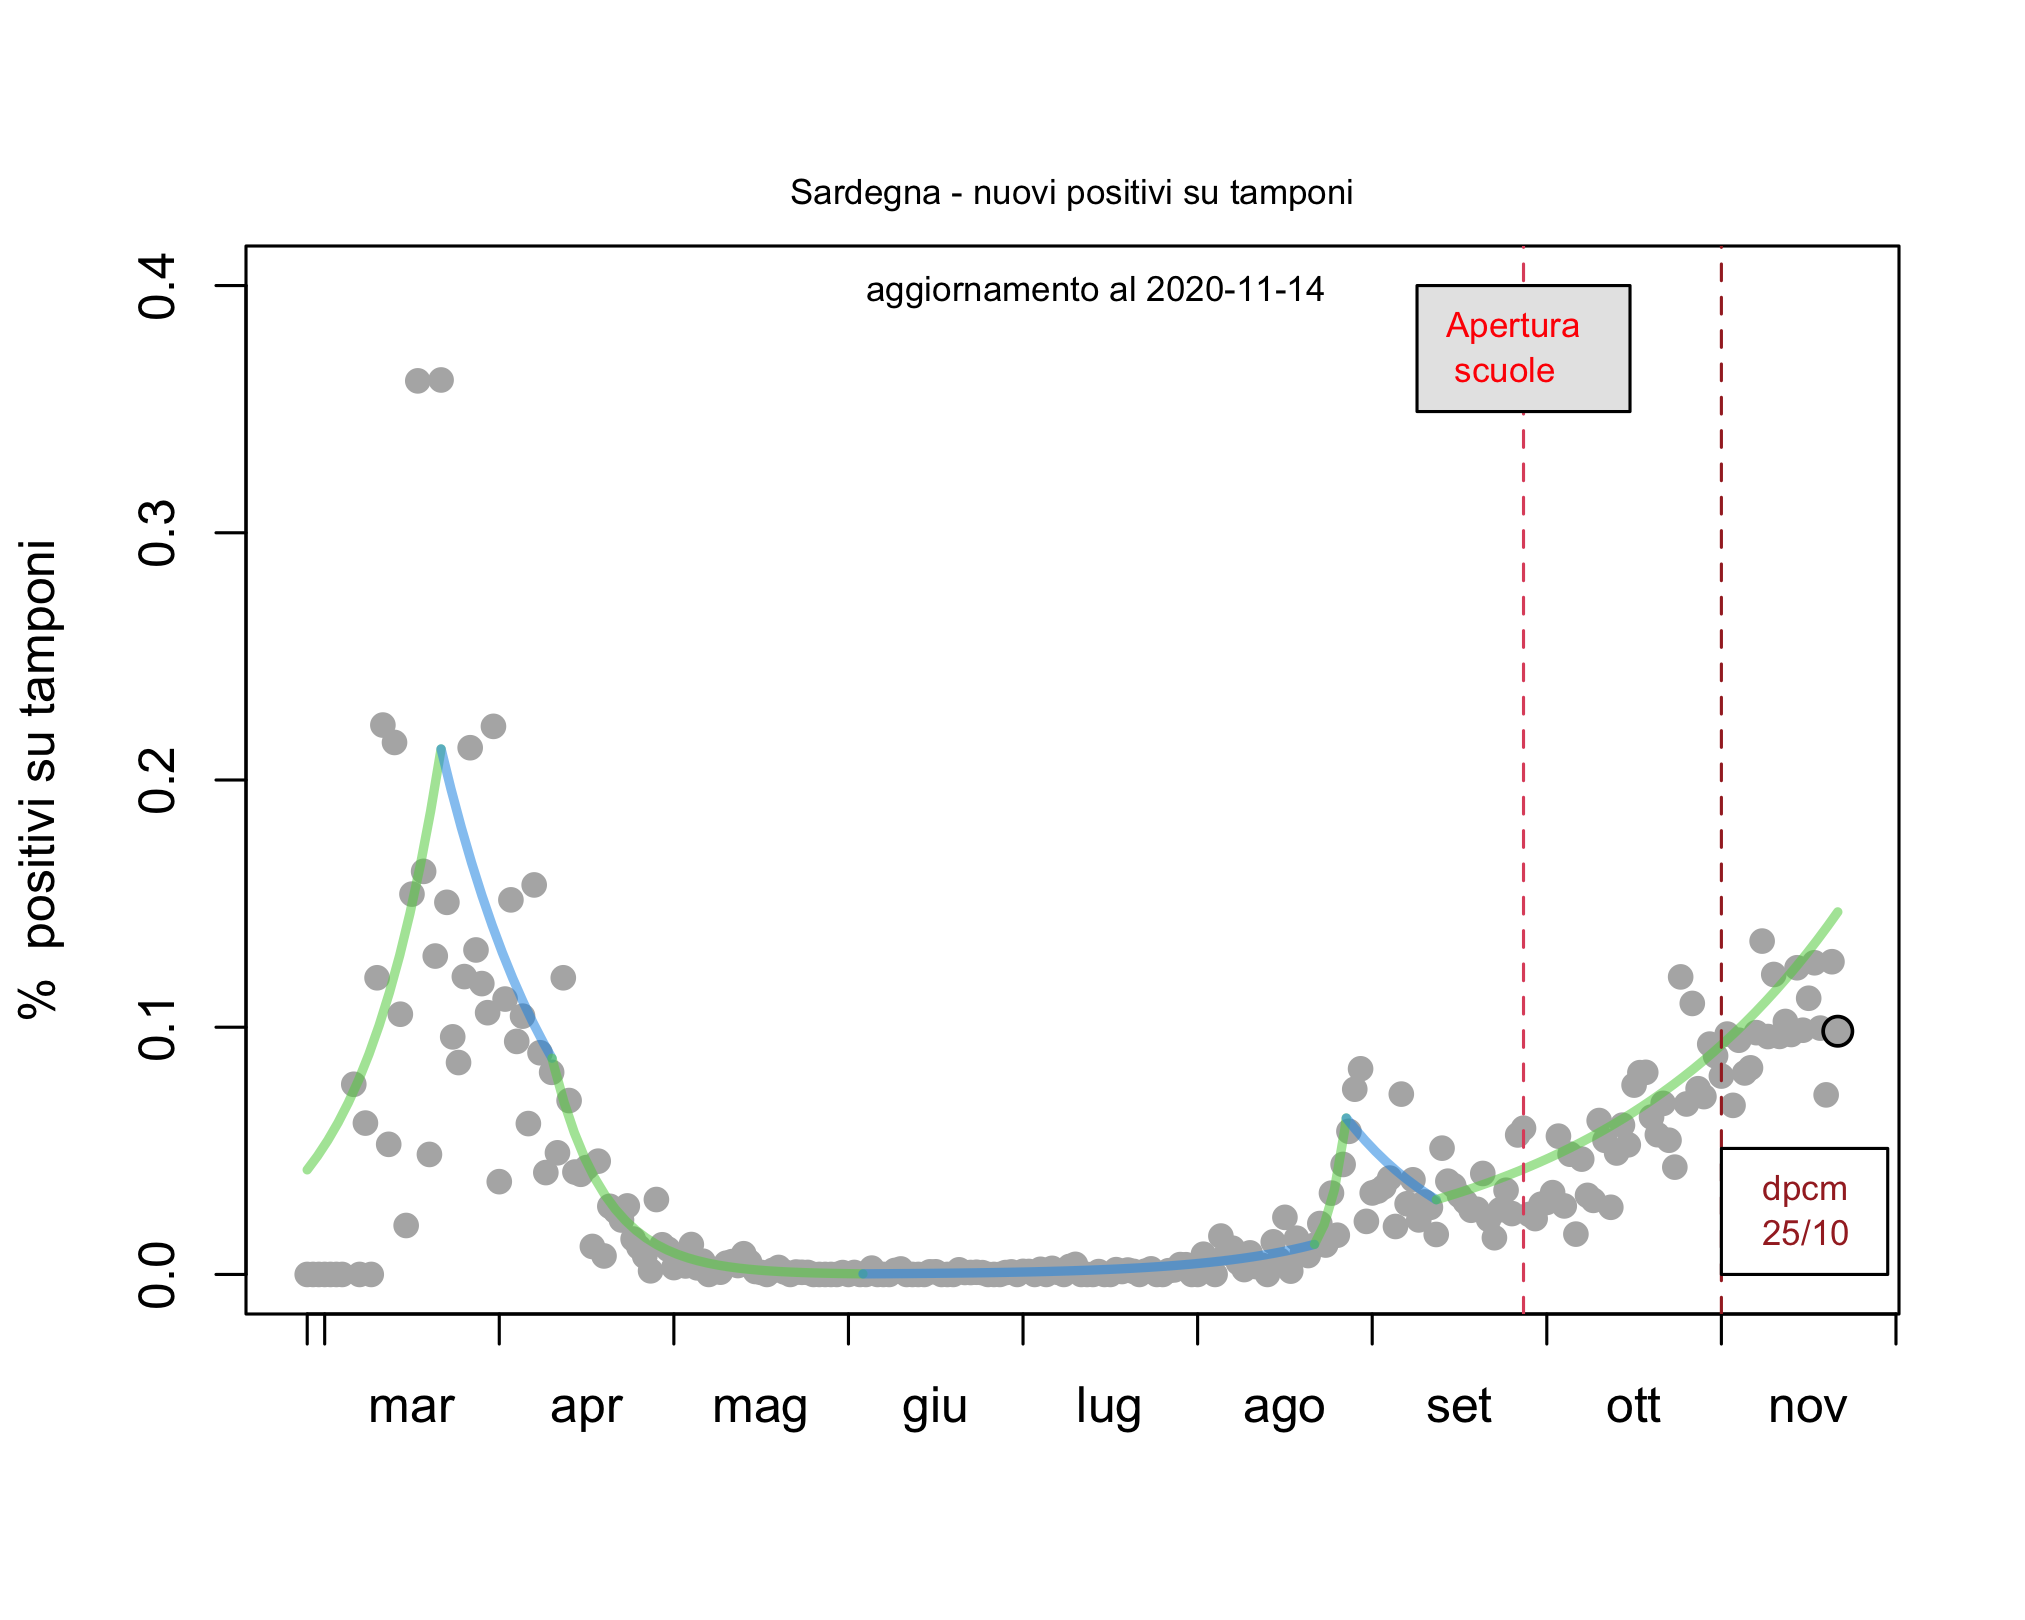 Sardegna - nuovi positivi su tamponi
aggiornamento al 2020-11-14
Apertura
scuole
dpcm
25/10
% positivi su tamponi
0.4
0.3
0.2
0.1
0.0
mar apr mag giu lug ago set ott nov